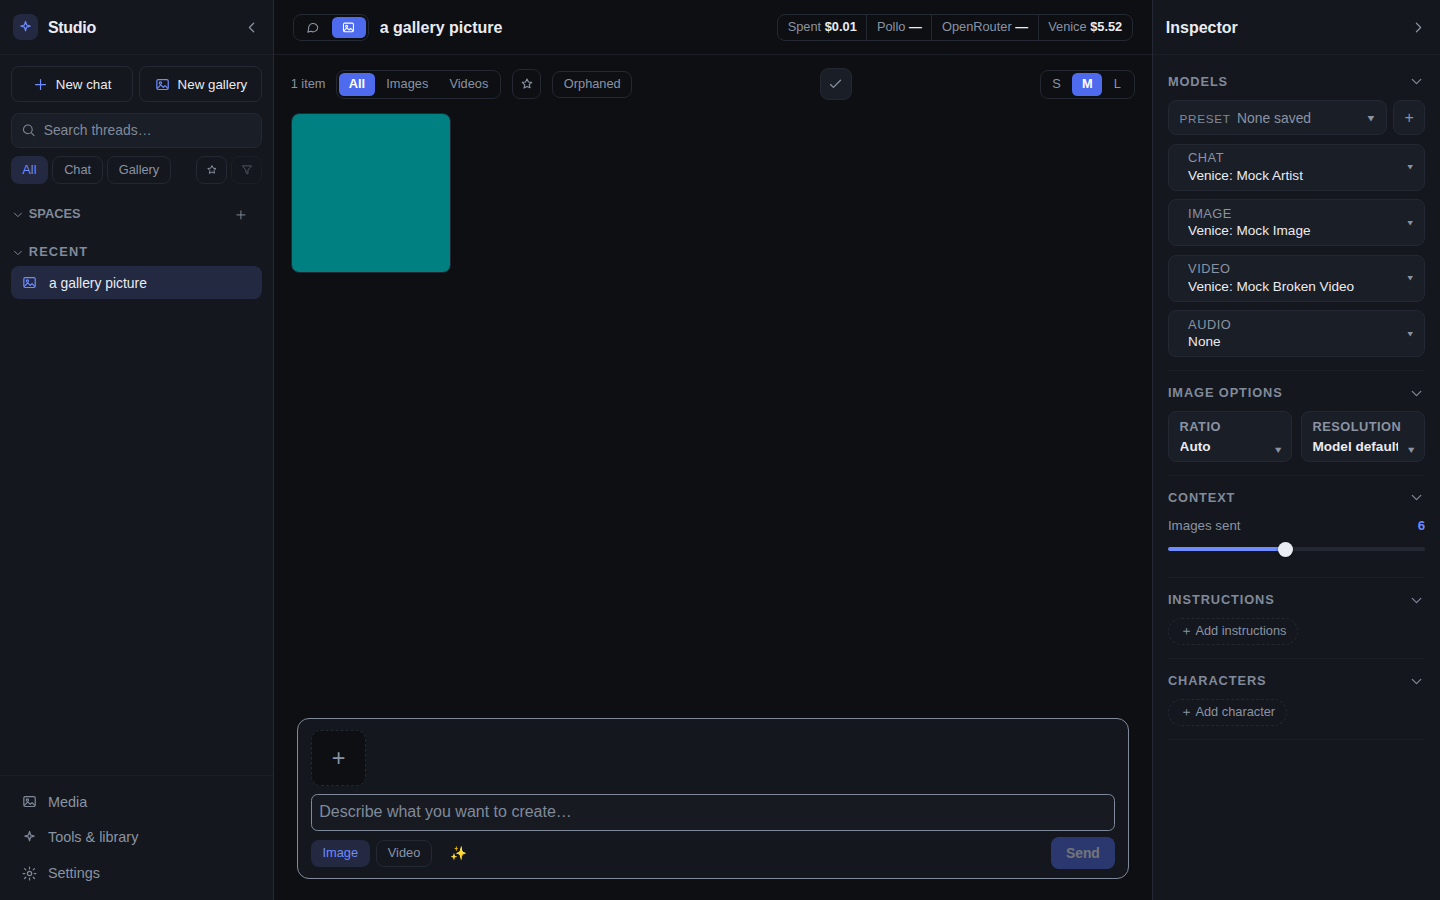 Studio
New chat
New gallery
Search threads…
All
Chat
Gallery
SPACES
RECENT
a gallery picture
Media
Tools & library
Settings
a gallery picture
Spent $0.01
Pollo —
OpenRouter —
Venice $5.52
1 item
All
Images
Videos
Orphaned
S
M
L
+
Describe what you want to create…
Image
Video
Send
Inspector
MODELS
PRESET None saved
+
CHAT
Venice: Mock Artist
IMAGE
Venice: Mock Image
VIDEO
Venice: Mock Broken Video
AUDIO
None
IMAGE OPTIONS
RATIO
Auto
RESOLUTION
Model default
CONTEXT
Images sent
6
INSTRUCTIONS
+ Add instructions
CHARACTERS
+ Add character